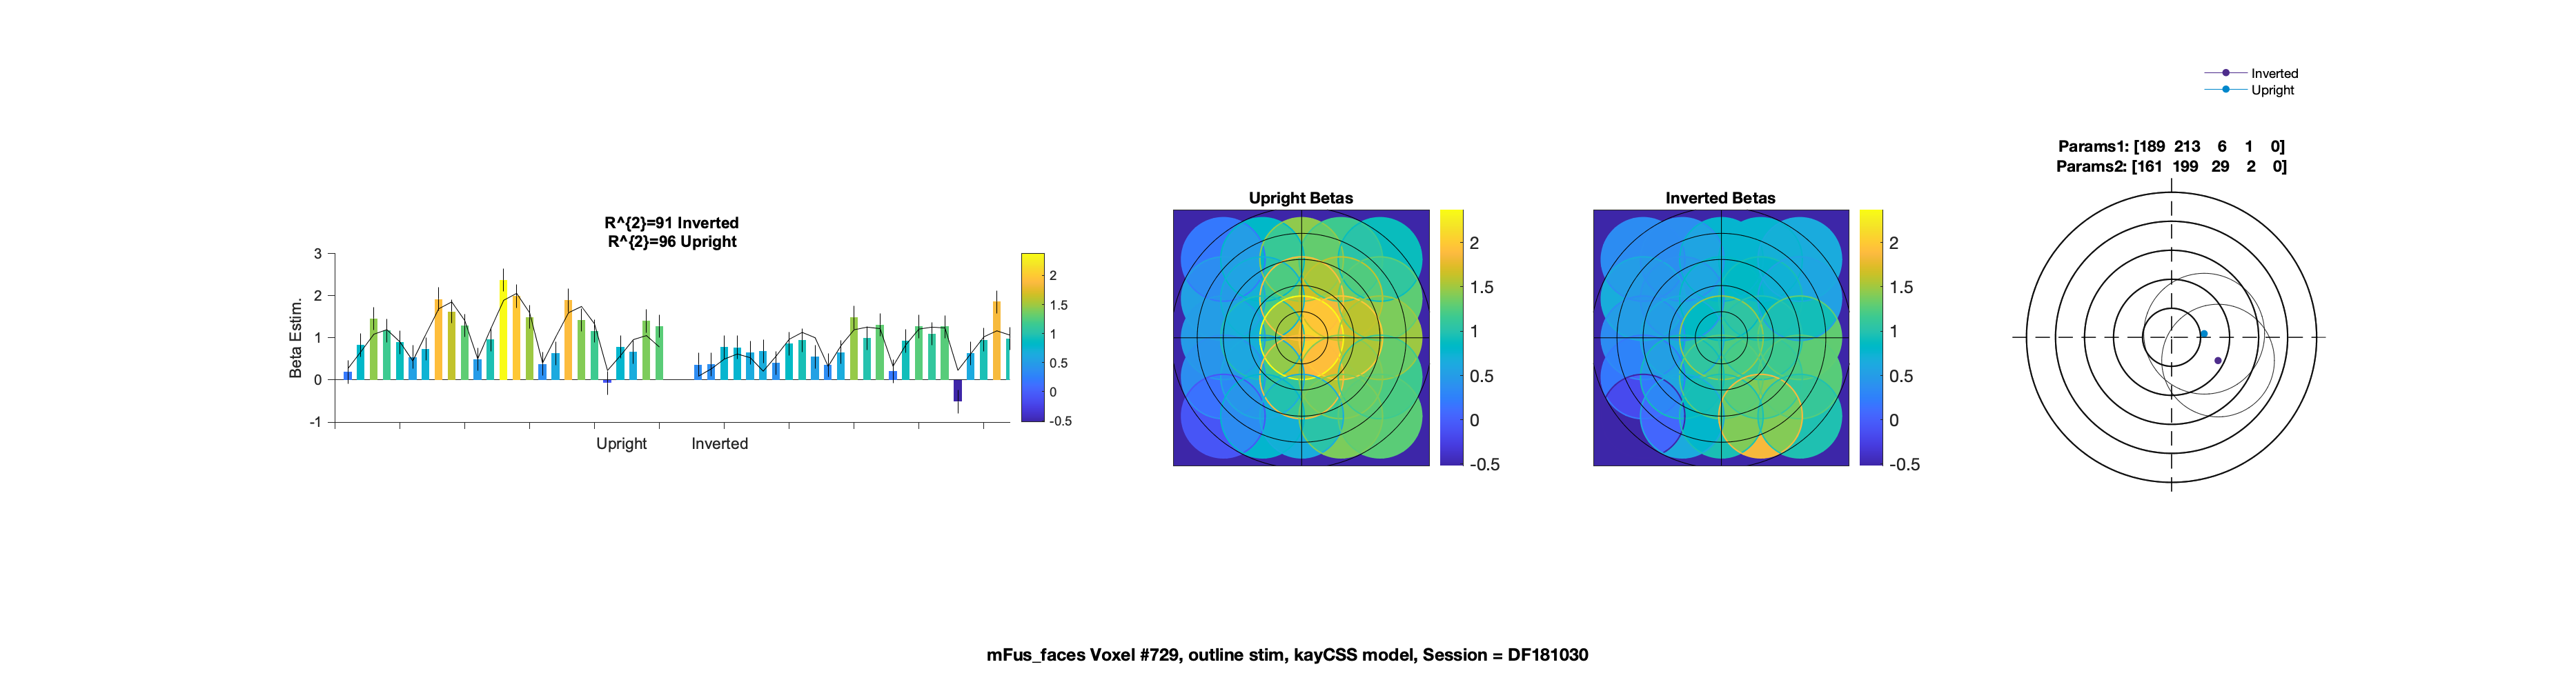 Inverted
Upright
Params1: [189 213 6 1 0]
Params2: [161 199 29 2 0]
R^{2}=91 Inverted
R^{2}=96 Upright
Upright Betas
Inverted Betas
Beta Estim.
3
2
1
0
-1
Upright Inverted
2
1.5
1
0.5
0
-0.5
2
1.5
1
0.5
0
-0.5
2
1.5
1
0.5
0
-0.5
mFus_faces Voxel #729, outline stim, kayCSS model, Session = DF181030